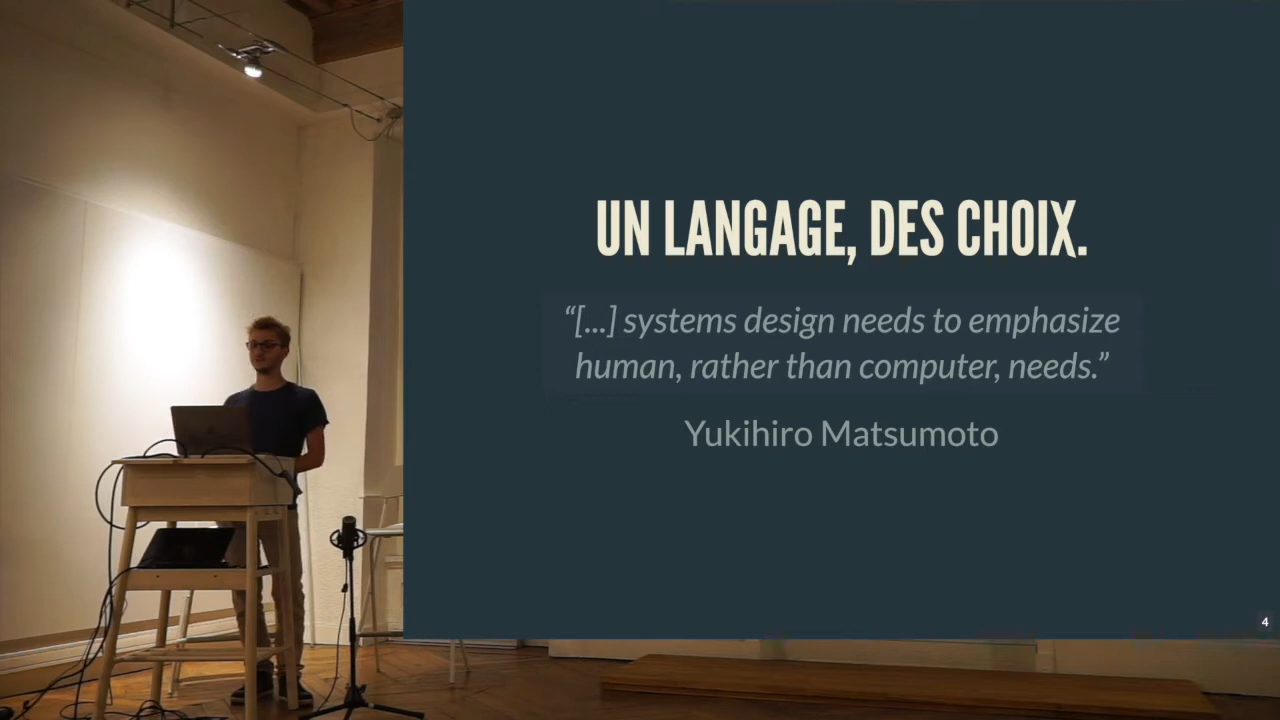 UN LANGAGE, DES CHOIX.
“[...] systems design needs to emphasize
human, rather than computer, needs.”
Yukihiro Matsumoto
4